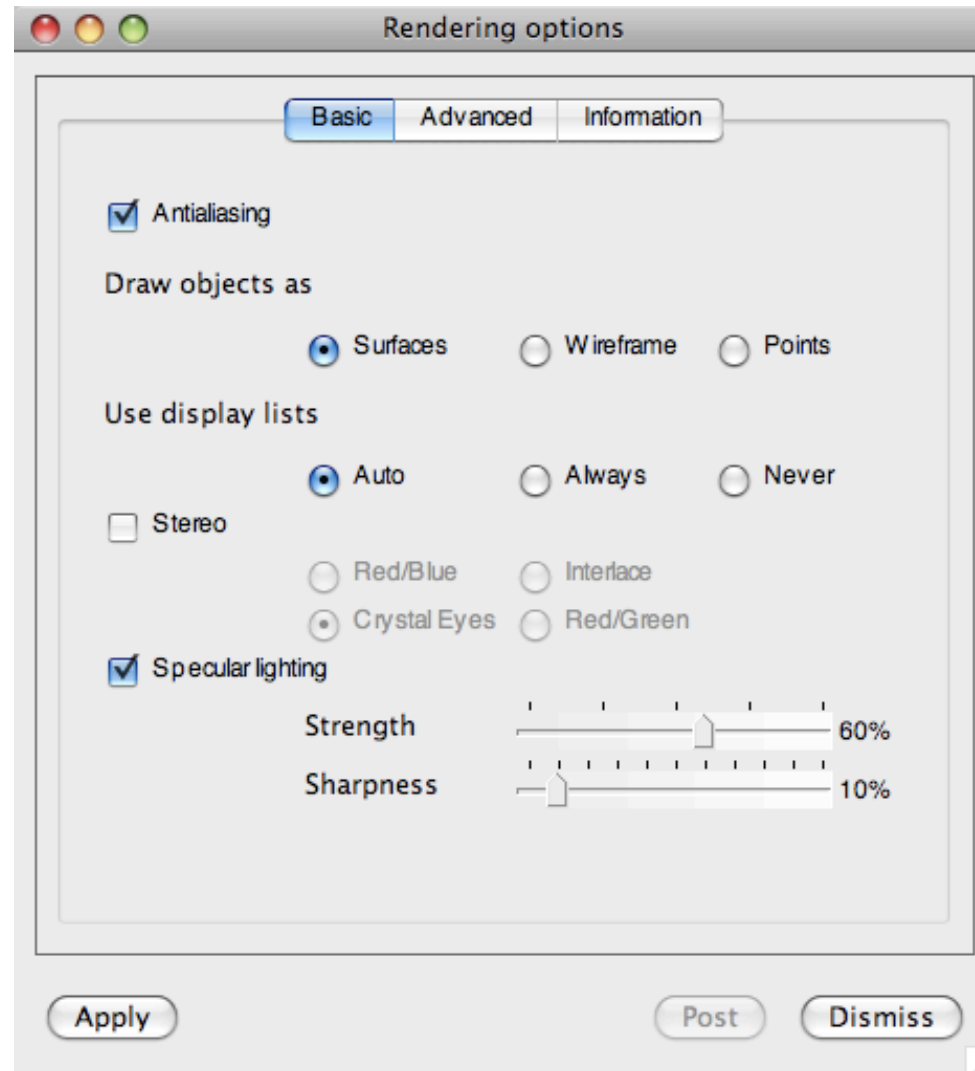 Rendering options
Basic Advanced Information
Antialiasing
Draw objects as
Surfaces Wireframe Points
Use display lists
Auto Always Never
Stereo
Red/Blue Interlace
Crystal Eyes Red/Green
Specular lighting
Strength 60%
Sharpness 10%
Apply Post Dismiss